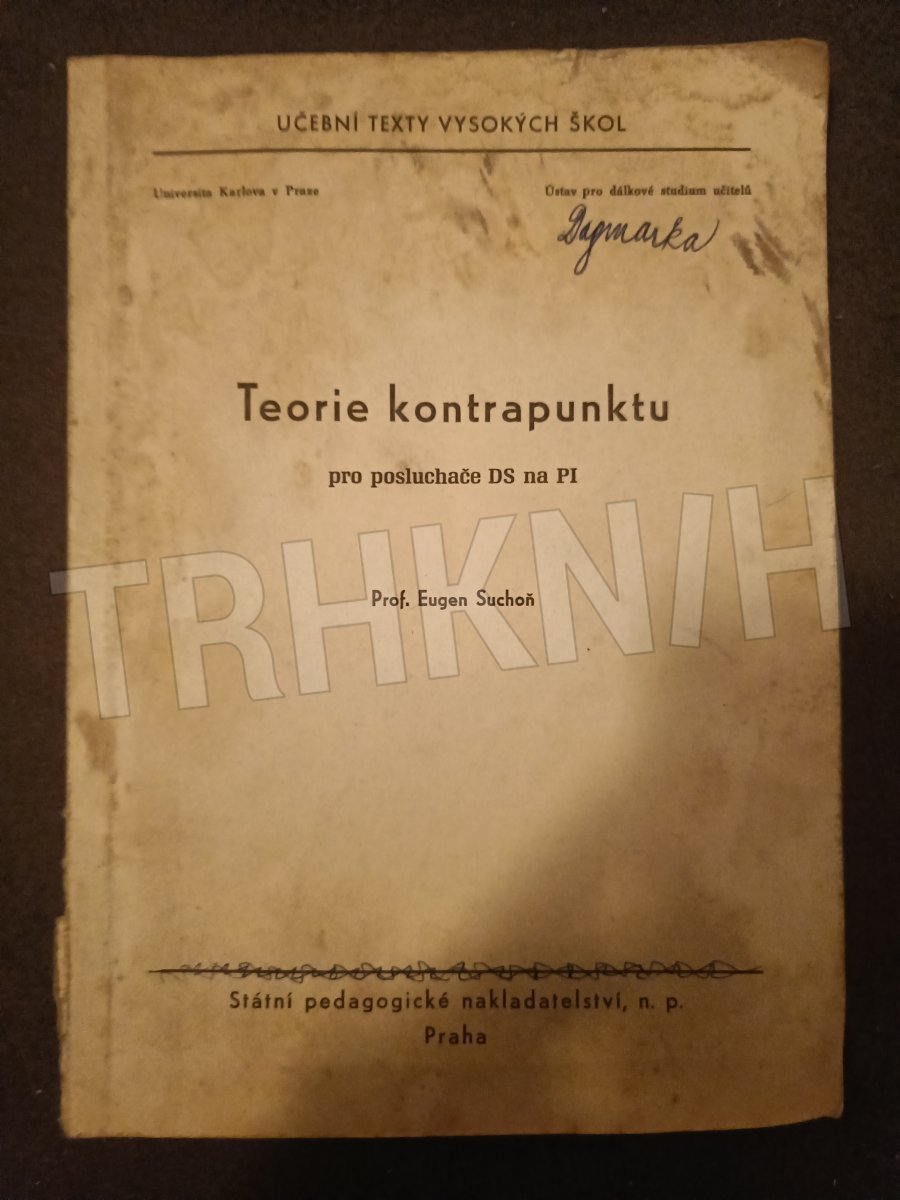 UČEBNÍ TEXTY VYSOKÝCH ŠKOL
Universita Karlova v Praze
Ústav pro dálkové studium učitelů
Dagmarka
Teorie kontrapunktu
pro posluchače DS na PI
TRHKNIH
Prof. Eugen Suchoň
Státní pedagogické nakladatelství, n. p.
Praha